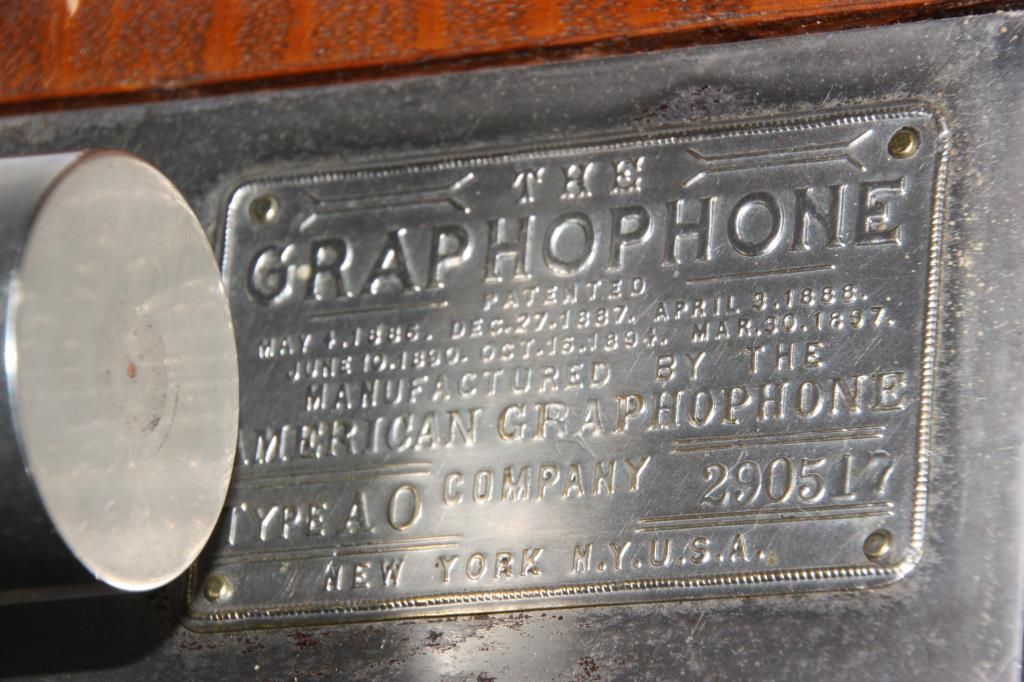 THE
GRAPHOPHONE
PATENTED
MAY 4.1886. DEC.27.1887. APRIL 3.1888.
JUNE 10.1890. OCT.16.1894. MAR.30.1897.
MANUFACTURED BY THE
AMERICAN GRAPHOPHONE
COMPANY
TYPE AO 290517
NEW YORK N.Y.U.S.A.